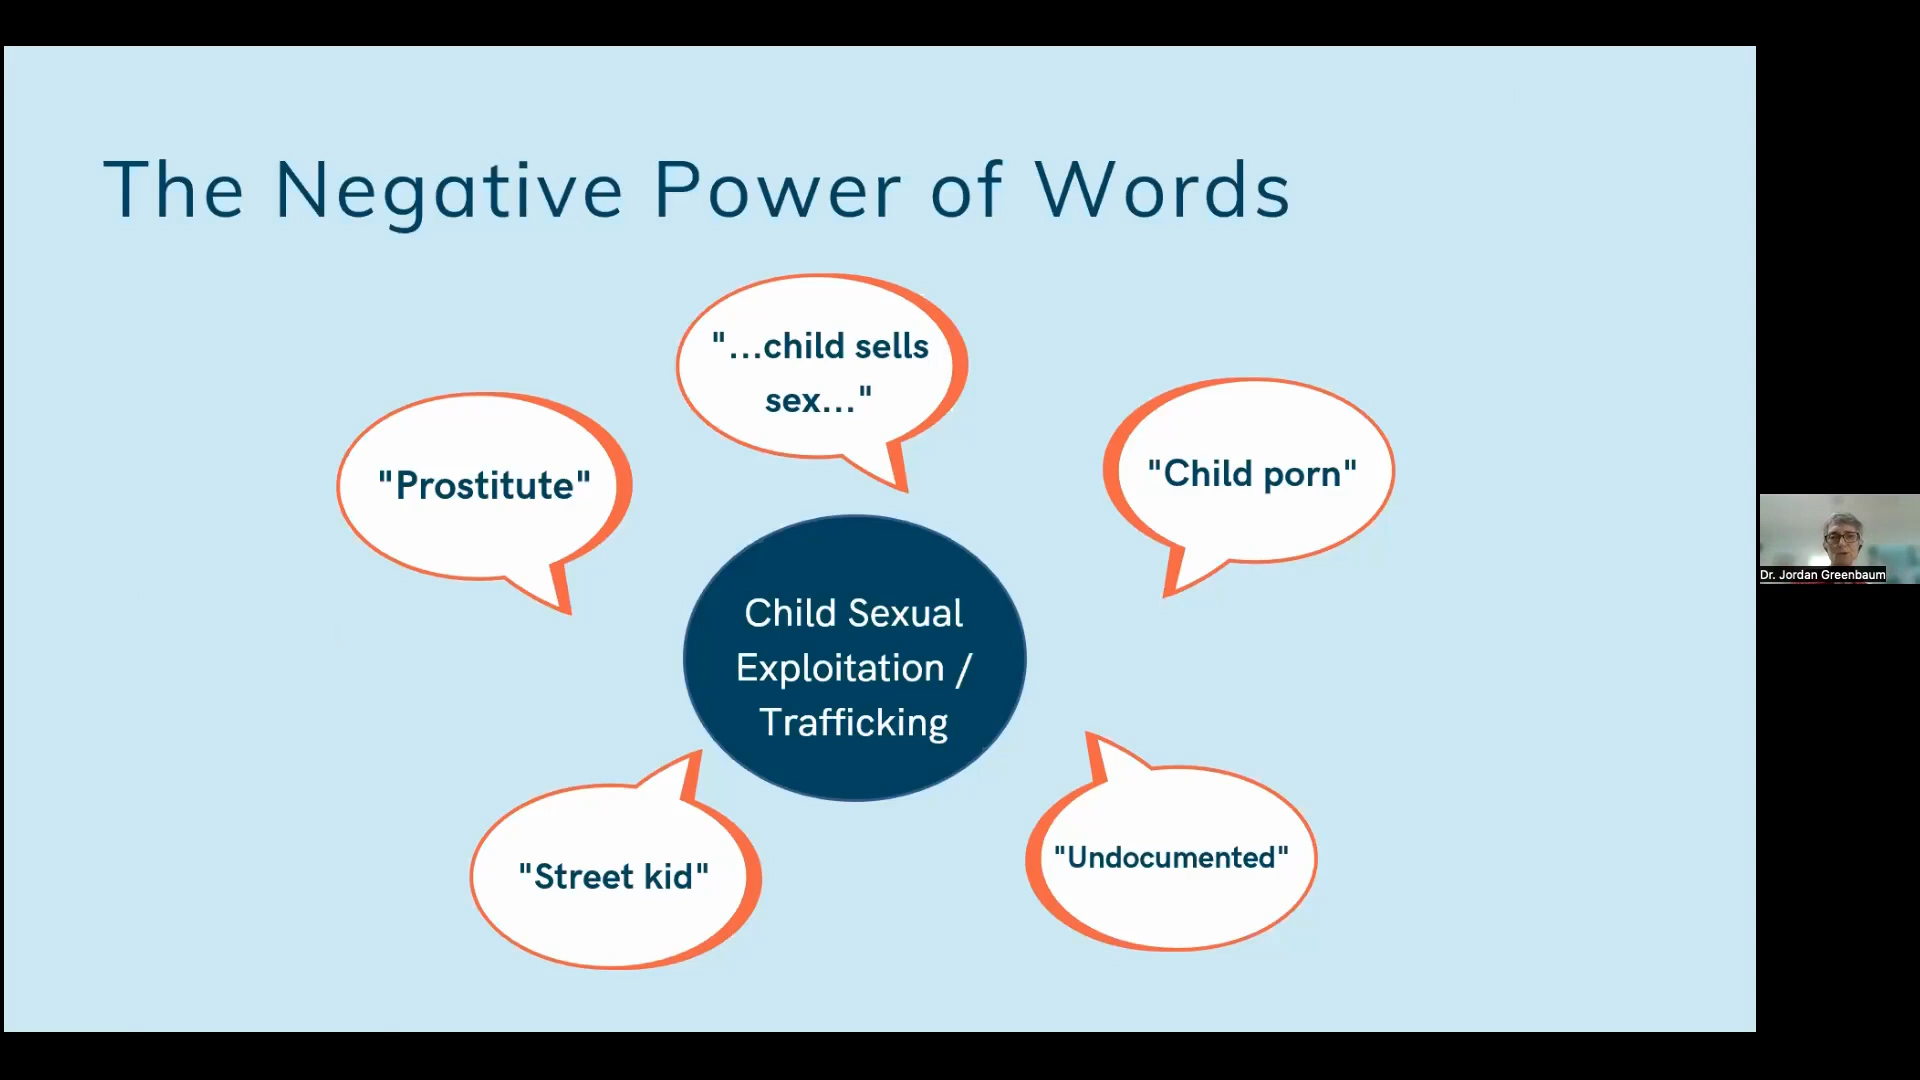 The Negative Power of Words
"...child sells
sex..."
"Prostitute"
"Child porn"
Child Sexual
Exploitation /
Trafficking
"Street kid"
"Undocumented"
Dr. Jordan Greenbaum